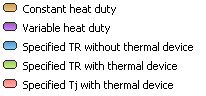 Constant heat duty
Variable heat duty
Specified TR without thermal device
Specified TR with thermal device
Specified Tj with thermal device